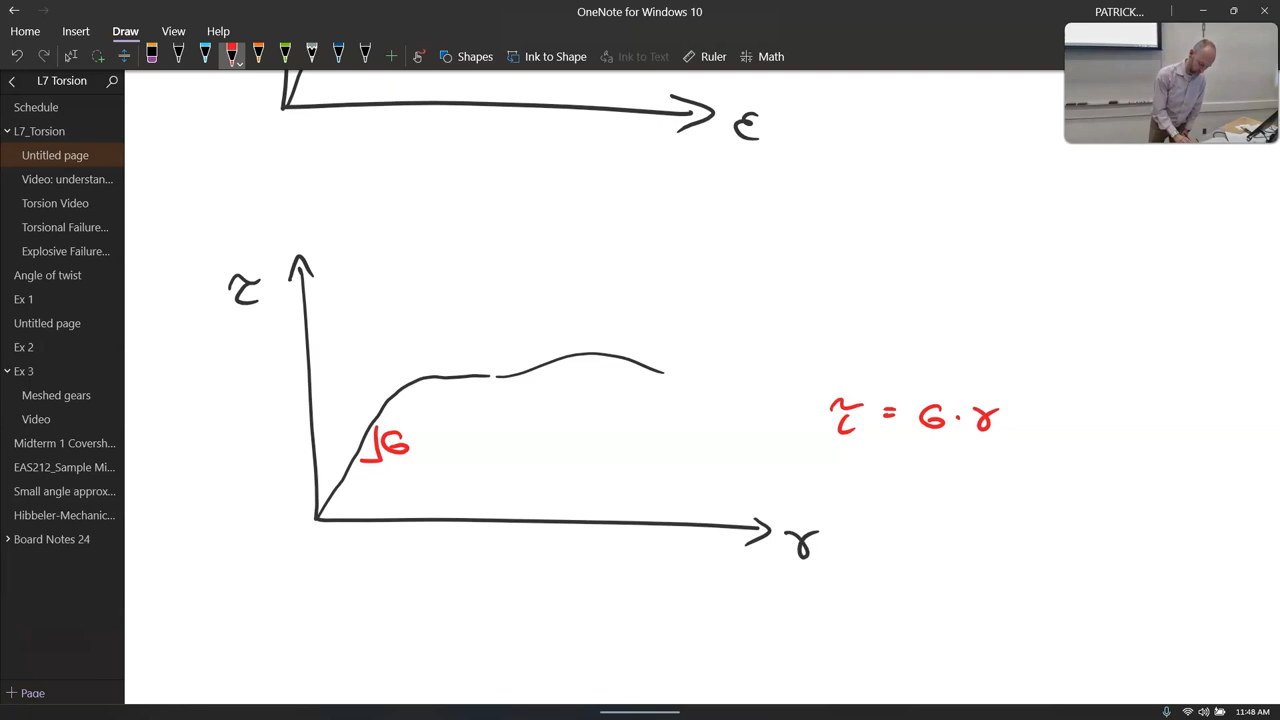 OneNote for Windows 10
PATRICK...
Home
Insert
Draw
View
Help
Shapes
Ink to Shape
Ink to Text
Ruler
Math
L7 Torsion
Schedule
L7_Torsion
Untitled page
Video: understan...
Torsion Video
Torsional Failure...
Explosive Failure...
Angle of twist
Ex 1
Untitled page
Ex 2
Ex 3
Meshed gears
Video
Midterm 1 Coversh...
EAS212_Sample Mi...
Small angle approx...
Hibbeler-Mechanic...
Board Notes 24
Page
ε
τ
G
τ = G · γ
γ
11:48 AM